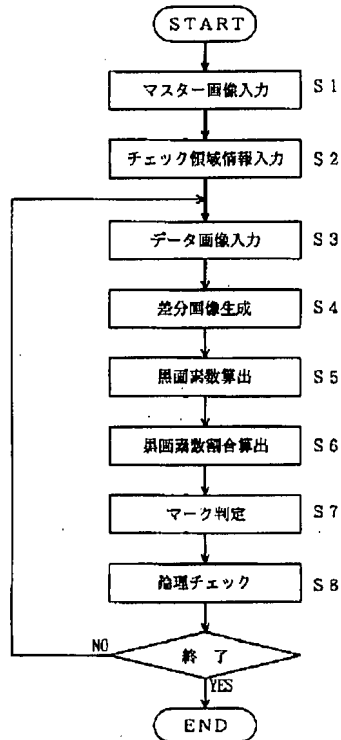 START
マスター画像入力 S1
チェック領域情報入力 S2
データ画像入力 S3
差分画像生成 S4
黒画素数算出 S5
黒画素数割合算出 S6
マーク判定 S7
論理チェック S8
NO 終了
YES
END